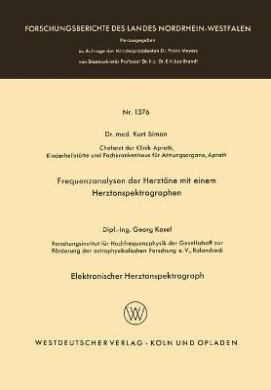 FORSCHUNGSBERICHTE DES LANDES NORDRHEIN-WESTFALEN
Herausgegeben
im Auftrage des Ministerpräsidenten Dr. Franz Meyers
von Staatssekretär Professor Dr. h. c. Dr. E. h. Leo Brandt
Nr. 1376
Dr. med. Kurt Simon
Chefarzt der Klinik Aprath,
Kinderheilstätte und Fachkrankenhaus für Atmungsorgane, Aprath
Frequenzanalysen der Herztöne mit einem
Herztonspektrographen
Dipl.-Ing. Georg Kosel
Forschungsinstitut für Hochfrequenzphysik der Gesellschaft zur
Förderung der astrophysikalischen Forschung e. V., Rolandseck
Elektronischer Herztonspektrograph
WESTDEUTSCHER VERLAG · KÖLN UND OPLADEN